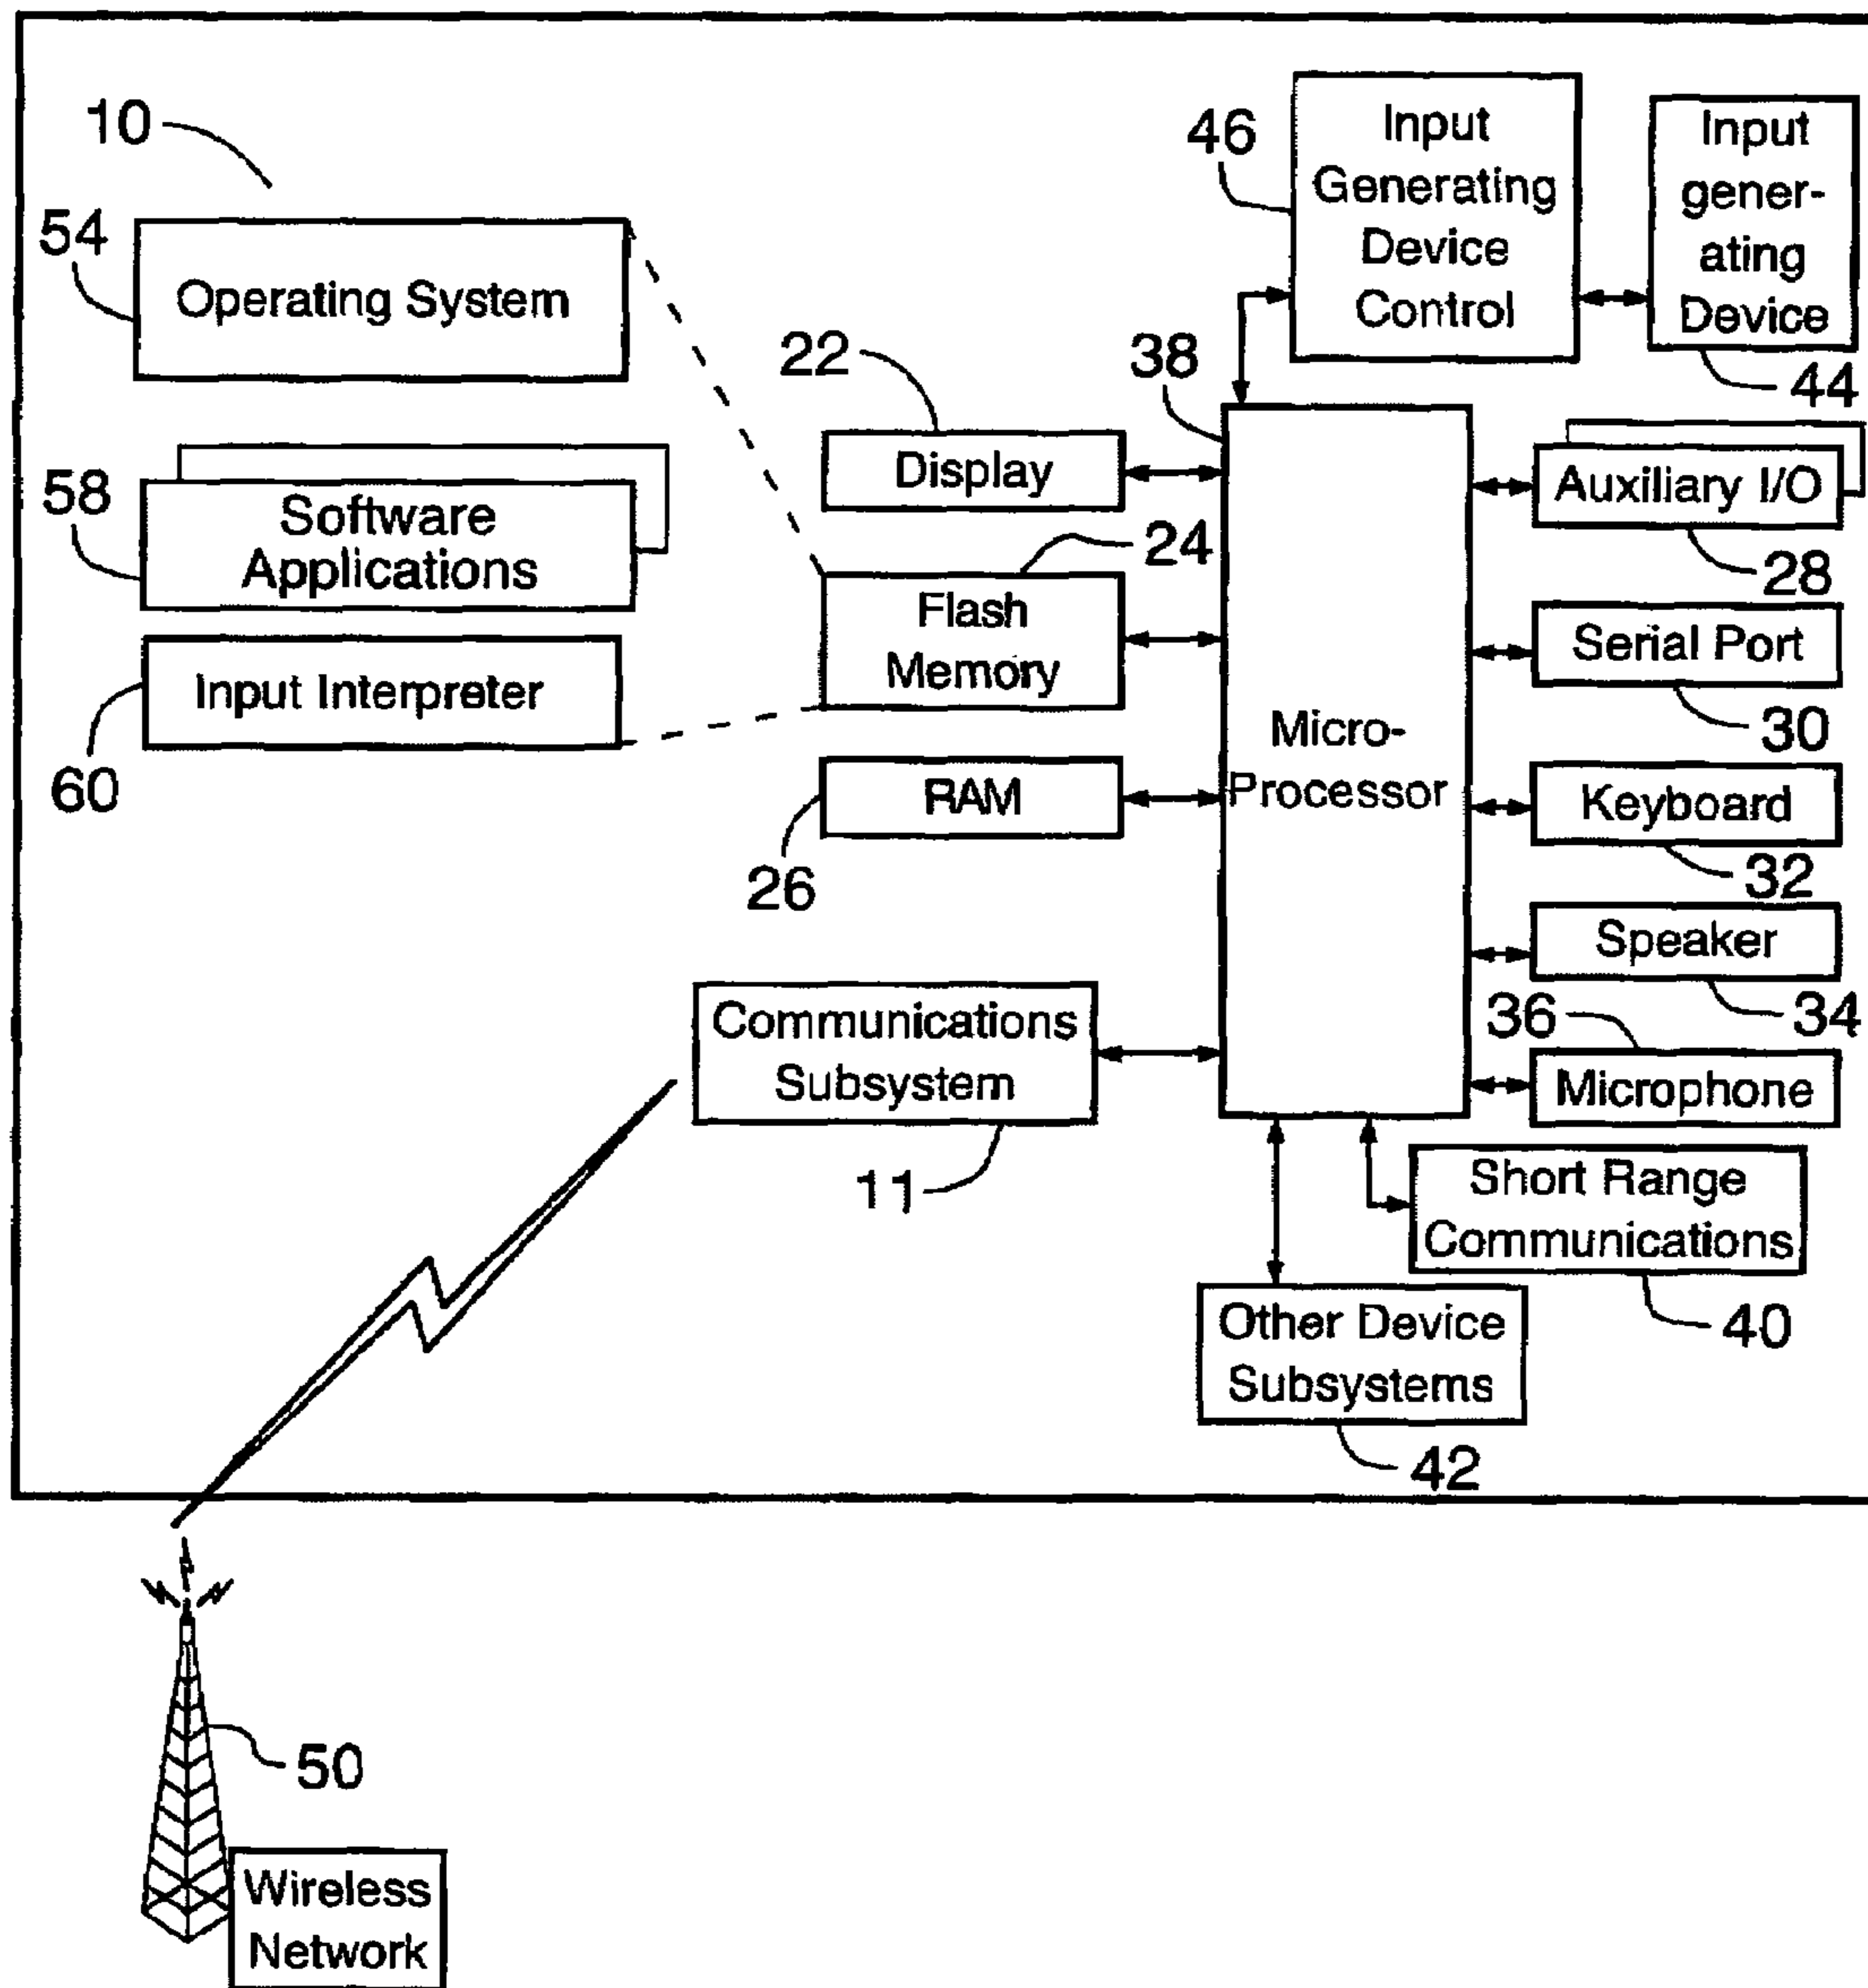 10
54
Operating System
58
Software
Applications
60
Input Interpreter
46
Input
Generating
Device
Control
Input
gener-
ating
Device
44
22
Display
38
24
Flash
Memory
RAM
26
Micro-
Processor
Auxiliary I/O
28
Serial Port
30
Keyboard
32
Speaker
34
36
Microphone
Communications
Subsystem
11
Short Range
Communications
40
Other Device
Subsystems
42
50
Wireless
Network